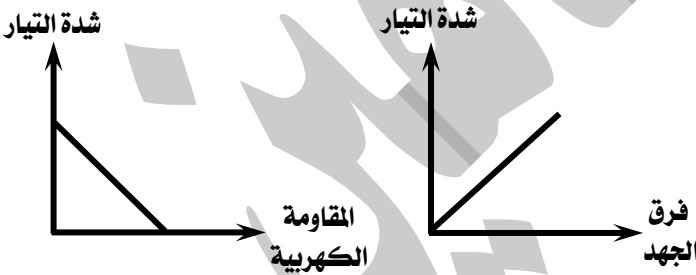 شدة التيار
فرق
الجهد
شدة التيار
المقاومة
الكهربية